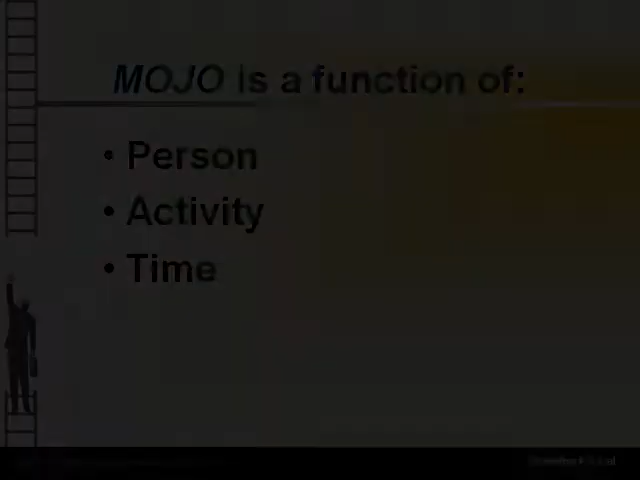 MOJO is a function of:
• Person
• Activity
• Time